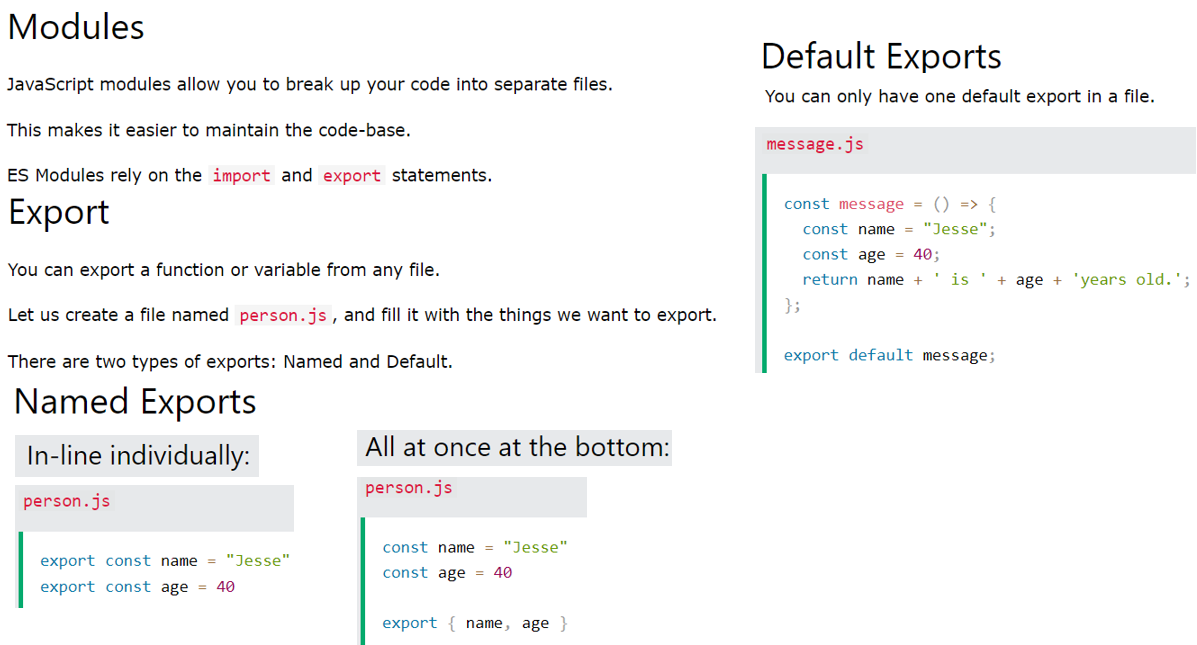 Modules
JavaScript modules allow you to break up your code into separate files.
This makes it easier to maintain the code-base.
ES Modules rely on the import and export statements.
Export
You can export a function or variable from any file.
Let us create a file named person.js, and fill it with the things we want to export.
There are two types of exports: Named and Default.
Named Exports
In-line individually:
person.js
export const name = "Jesse"
export const age = 40
All at once at the bottom:
person.js
const name = "Jesse"
const age = 40
export { name, age }
Default Exports
You can only have one default export in a file.
message.js
const message = () => {
const name = "Jesse";
const age = 40;
return name + ' is ' + age + 'years old.';
};
export default message;